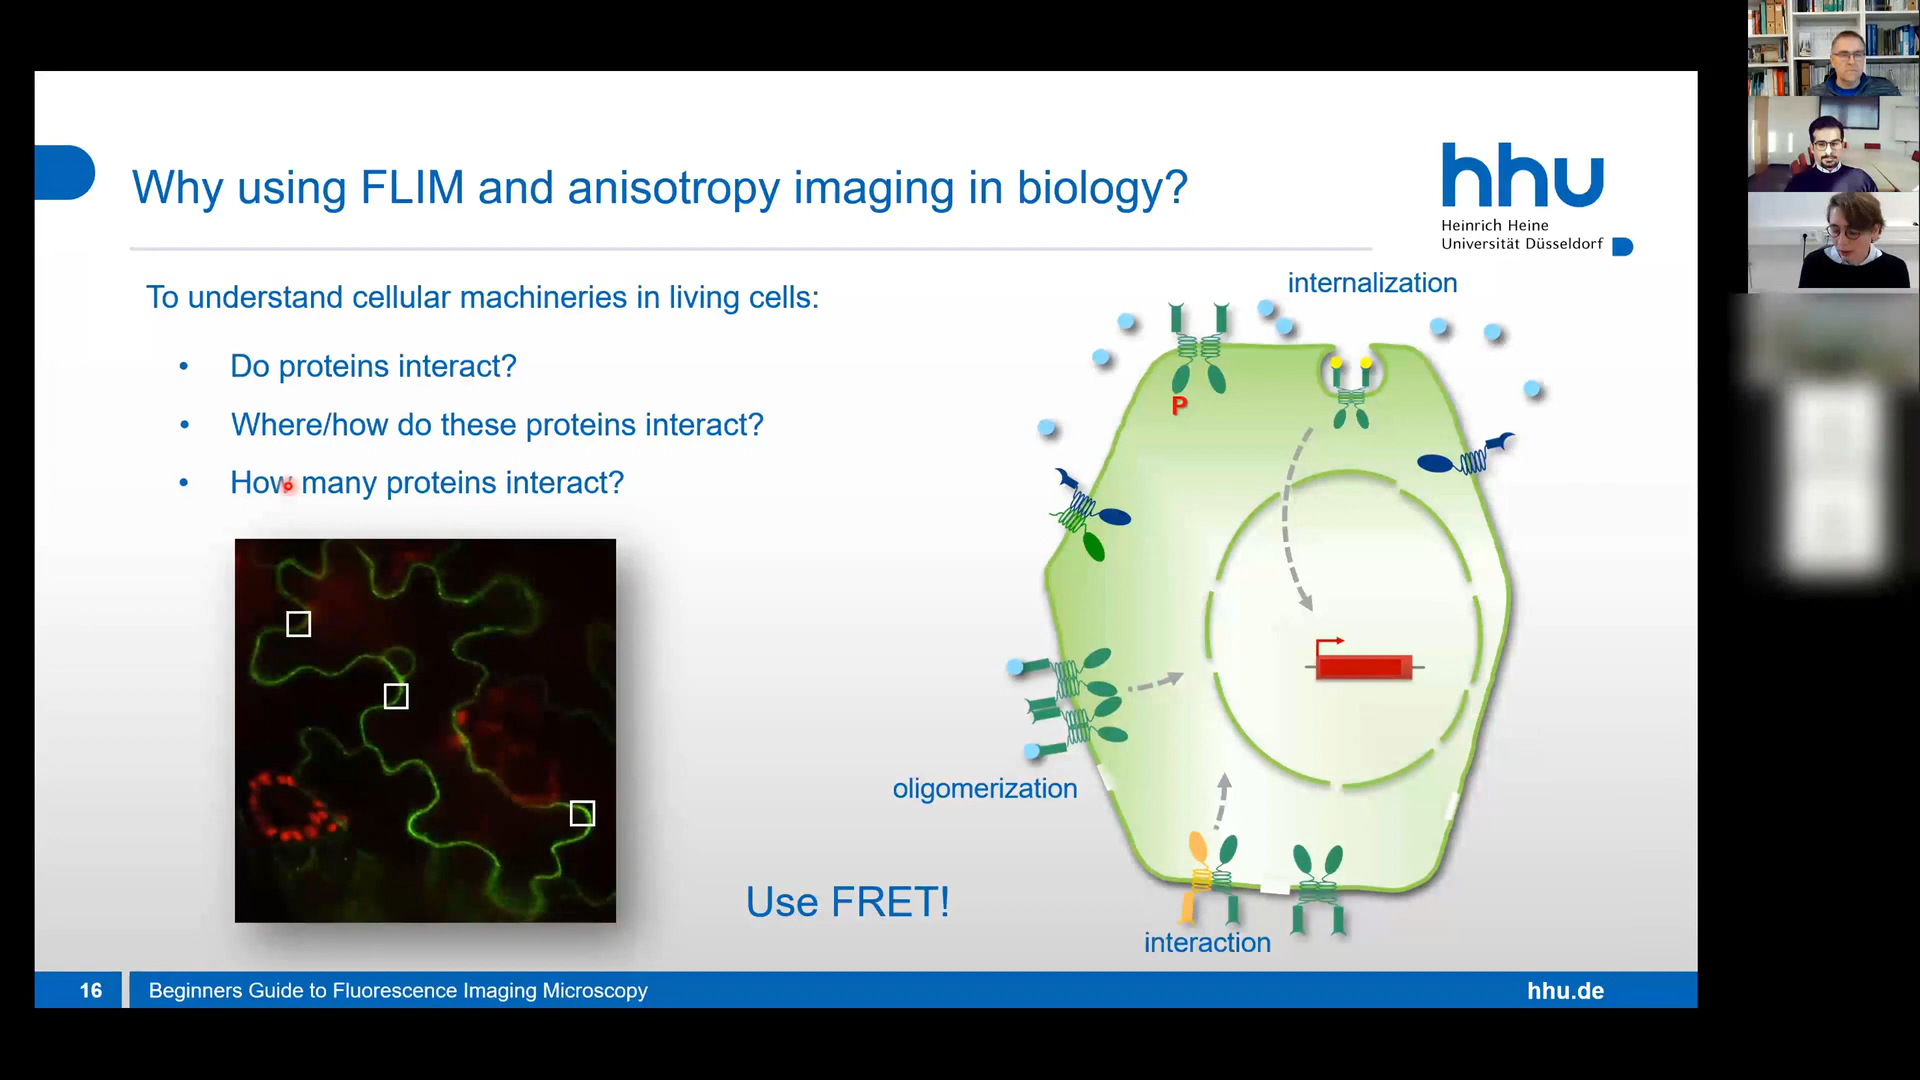 Why using FLIM and anisotropy imaging in biology?
hhu
Heinrich Heine
Universität Düsseldorf
To understand cellular machineries in living cells:
• Do proteins interact?
• Where/how do these proteins interact?
• How many proteins interact?
internalization
P
oligomerization
Use FRET!
interaction
16
Beginners Guide to Fluorescence Imaging Microscopy
hhu.de